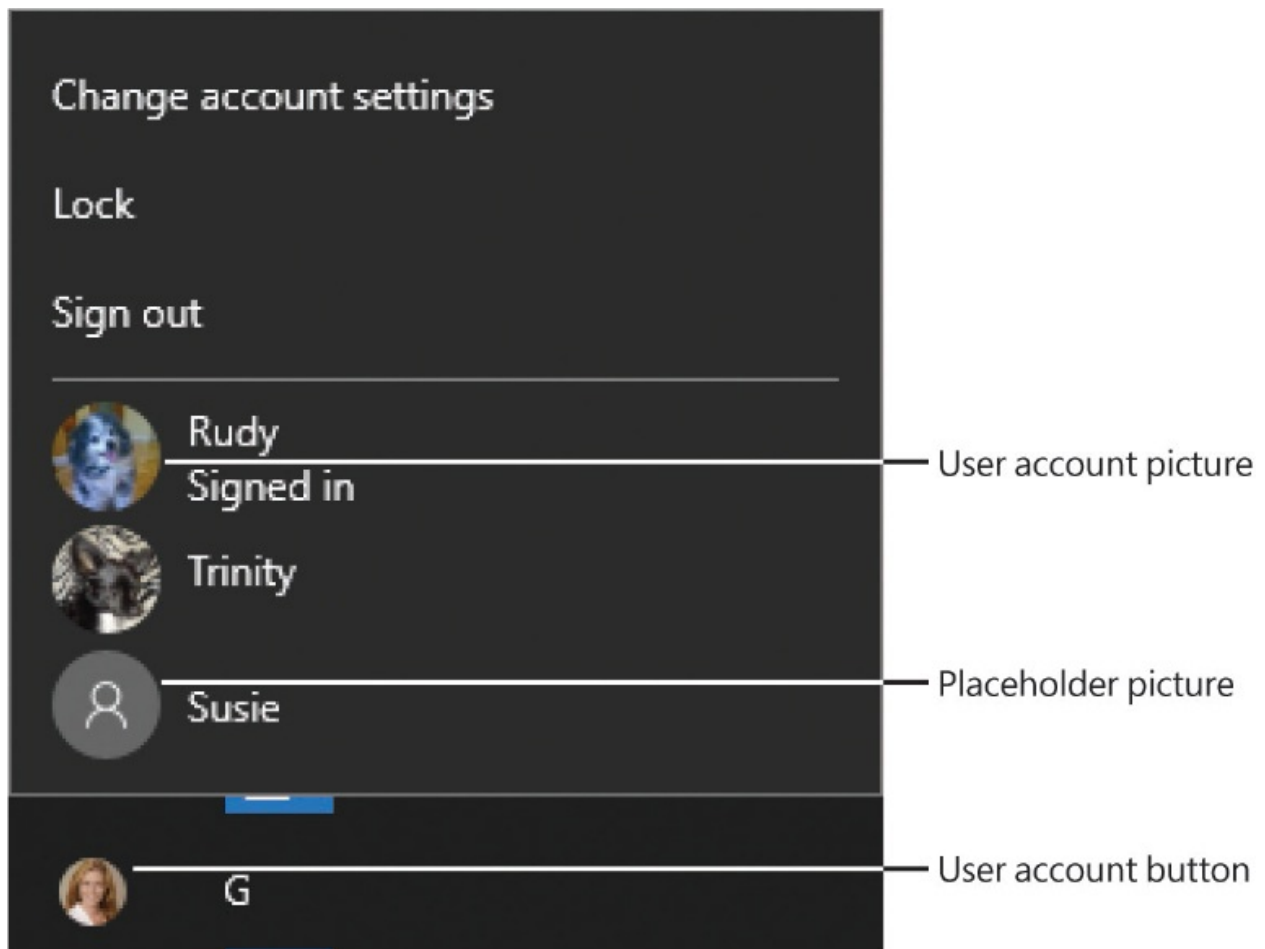 Change account settings
Lock
Sign out
Rudy
Signed in
User account picture
Trinity
Placeholder picture
Susie
User account button
G